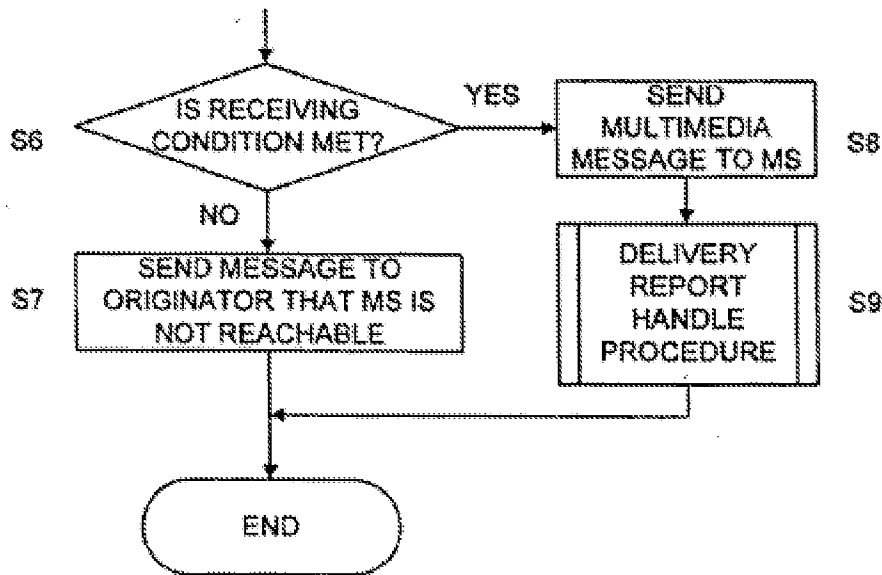 S6
IS RECEIVING
CONDITION MET?
YES
NO
SEND
MULTIMEDIA
MESSAGE TO MS
S8
S7
SEND MESSAGE TO
ORIGINATOR THAT MS IS
NOT REACHABLE
DELIVERY
REPORT
HANDLE
PROCEDURE
S9
END